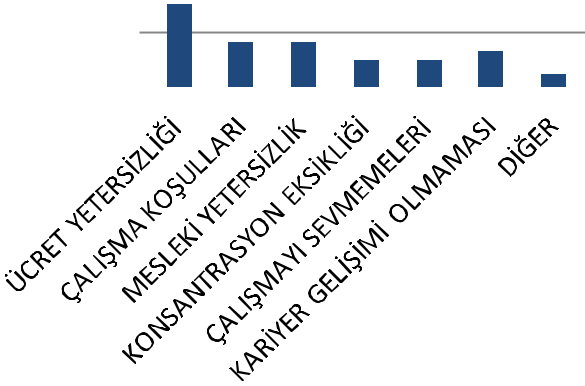 ÜCRET YETERSİZLİĞİ
ÇALIŞMA KOŞULLARI
MESLEKİ YETERSİZLİK
KONSANTRASYON EKSİKLİĞİ
ÇALIŞMAYI SEVMEMELERİ
KARİYER GELİŞİMİ OLMAMASI
DİĞER